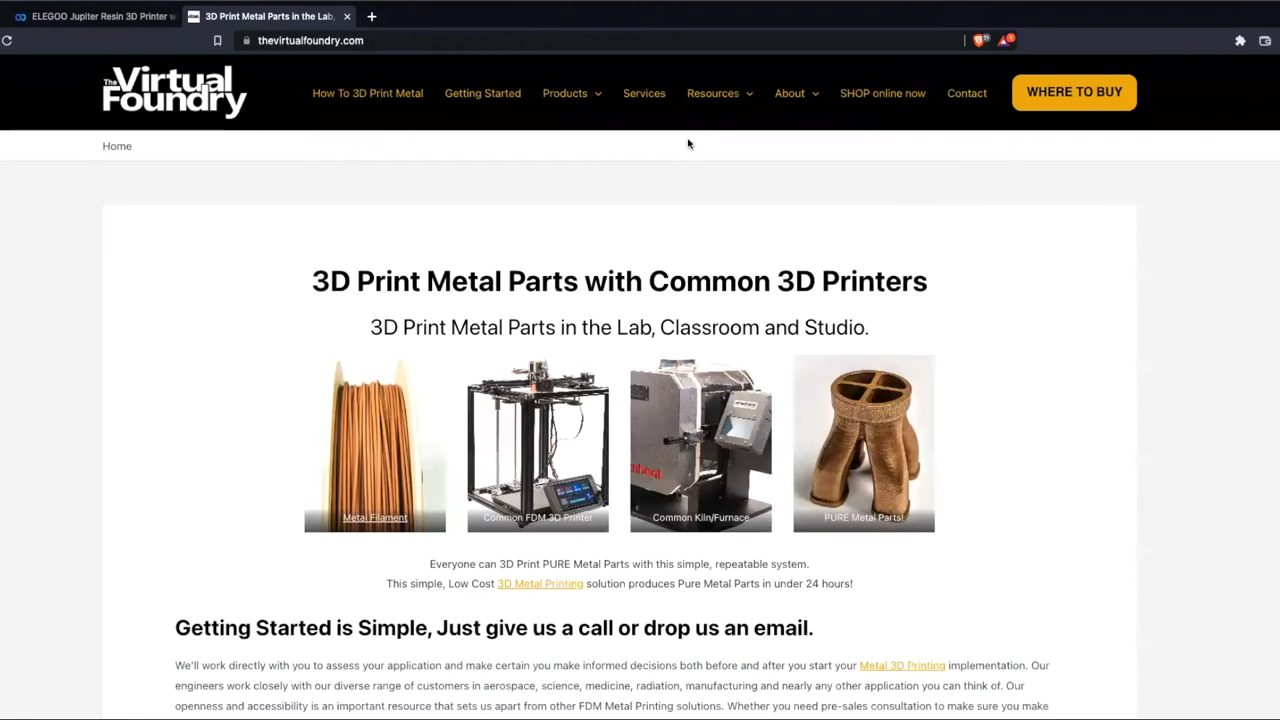 ELEGOO Jupiter Resin 3D Printer w
3D Print Metal Parts in the Lab,
thevirtualfoundry.com
The Virtual Foundry
How To 3D Print Metal
Getting Started
Products
Services
Resources
About
SHOP online now
Contact
WHERE TO BUY
Home
3D Print Metal Parts with Common 3D Printers
3D Print Metal Parts in the Lab, Classroom and Studio.
Metal Filament
Common FDM 3D Printer
Common Kiln/Furnace
PURE Metal Parts!
Everyone can 3D Print PURE Metal Parts with this simple, repeatable system.
This simple, Low Cost 3D Metal Printing solution produces Pure Metal Parts in under 24 hours!
Getting Started is Simple, Just give us a call or drop us an email.
We'll work directly with you to assess your application and make certain you make informed decisions both before and after you start your Metal 3D Printing implementation. Our
engineers work closely with our diverse range of customers in aerospace, science, medicine, radiation, manufacturing and nearly any other application you can think of. Our
openness and accessibility is an important resource that sets us apart from other FDM Metal Printing solutions. Whether you need pre-sales consultation to make sure you make